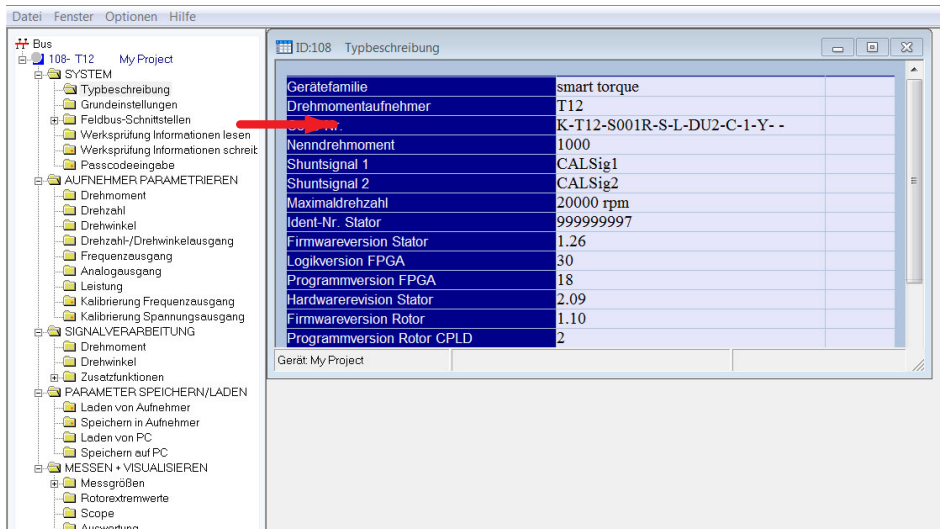 Datei Fenster Optionen Hilfe
Bus
108- T12 My Project
SYSTEM
Typbeschreibung
Grundeinstellungen
Feldbus-Schnittstellen
Werksprüfung Informationen lesen
Werksprüfung Informationen schreit
Passcodeeingabe
AUFNEHMER PARAMETRIEREN
Drehmoment
Drehzahl
Drehwinkel
Drehzahl-/Drehwinkelausgang
Frequenzausgang
Analogausgang
Leistung
Kalibrierung Frequenzausgang
Kalibrierung Spannungsausgang
SIGNALVERARBEITUNG
Drehmoment
Drehwinkel
Zusatzfunktionen
PARAMETER SPEICHERN/LADEN
Laden von Aufnehmer
Speichern in Aufnehmer
Laden von PC
Speichern auf PC
MESSEN + VISUALISIEREN
Messgrößen
Rotorextremwerte
Scope
Auswertung
ID:108 Typbeschreibung
Gerätefamilie smart torque
Drehmomentaufnehmer T12
K-T12-S001R-S-L-DU2-C-1-Y- -
Nenndrehmoment 1000
Shuntsignal 1 CALSig1
Shuntsignal 2 CALSig2
Maximaldrehzahl 20000 rpm
Ident-Nr. Stator 999999997
Firmwareversion Stator 1.26
Logikversion FPGA 30
Programmversion FPGA 18
Hardwarerevision Stator 2.09
Firmwareversion Rotor 1.10
Programmversion Rotor CPLD 2
Gerät: My Project